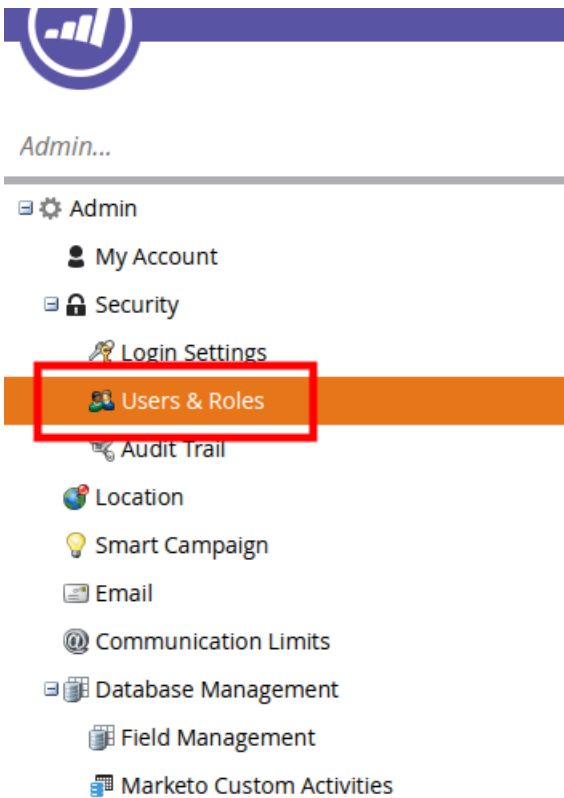 Admin...
Admin
My Account
Security
Login Settings
Users & Roles
Audit Trail
Location
Smart Campaign
Email
Communication Limits
Database Management
Field Management
Marketo Custom Activities